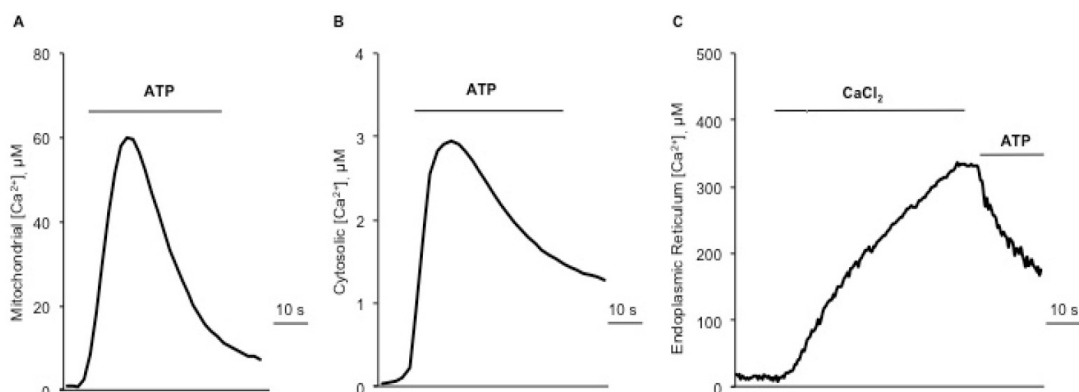 A
Mitochondrial [Ca²⁺], µM
80
60
40
20
0
ATP
10 s
B
Cytosolic [Ca²⁺], µM
4
3
2
1
0
ATP
10 s
C
Endoplasmic Reticulum [Ca²⁺], µM
500
400
300
200
100
0
CaCl₂
ATP
10 s